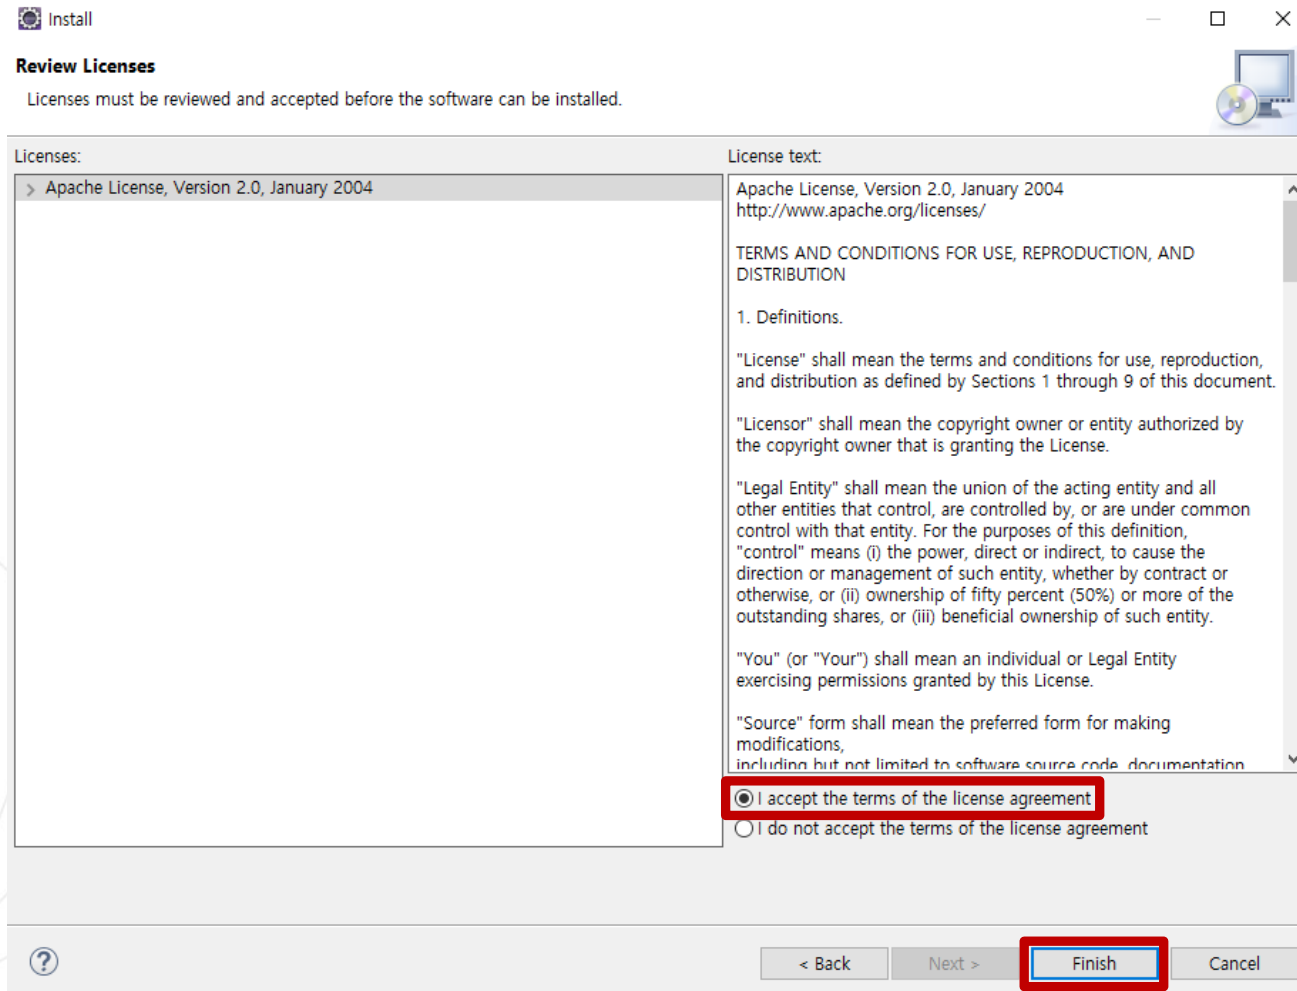 Install
Review Licenses
Licenses must be reviewed and accepted before the software can be installed.
Licenses:
Apache License, Version 2.0, January 2004
License text:
Apache License, Version 2.0, January 2004
http://www.apache.org/licenses/
TERMS AND CONDITIONS FOR USE, REPRODUCTION, AND
DISTRIBUTION
1. Definitions.
"License" shall mean the terms and conditions for use, reproduction,
and distribution as defined by Sections 1 through 9 of this document.
"Licensor" shall mean the copyright owner or entity authorized by
the copyright owner that is granting the License.
"Legal Entity" shall mean the union of the acting entity and all
other entities that control, are controlled by, or are under common
control with that entity. For the purposes of this definition,
"control" means (i) the power, direct or indirect, to cause the
direction or management of such entity, whether by contract or
otherwise, or (ii) ownership of fifty percent (50%) or more of the
outstanding shares, or (iii) beneficial ownership of such entity.
"You" (or "Your") shall mean an individual or Legal Entity
exercising permissions granted by this License.
"Source" form shall mean the preferred form for making
modifications,
including but not limited to software source code, documentation
I accept the terms of the license agreement
I do not accept the terms of the license agreement
?
< Back
Next >
Finish
Cancel